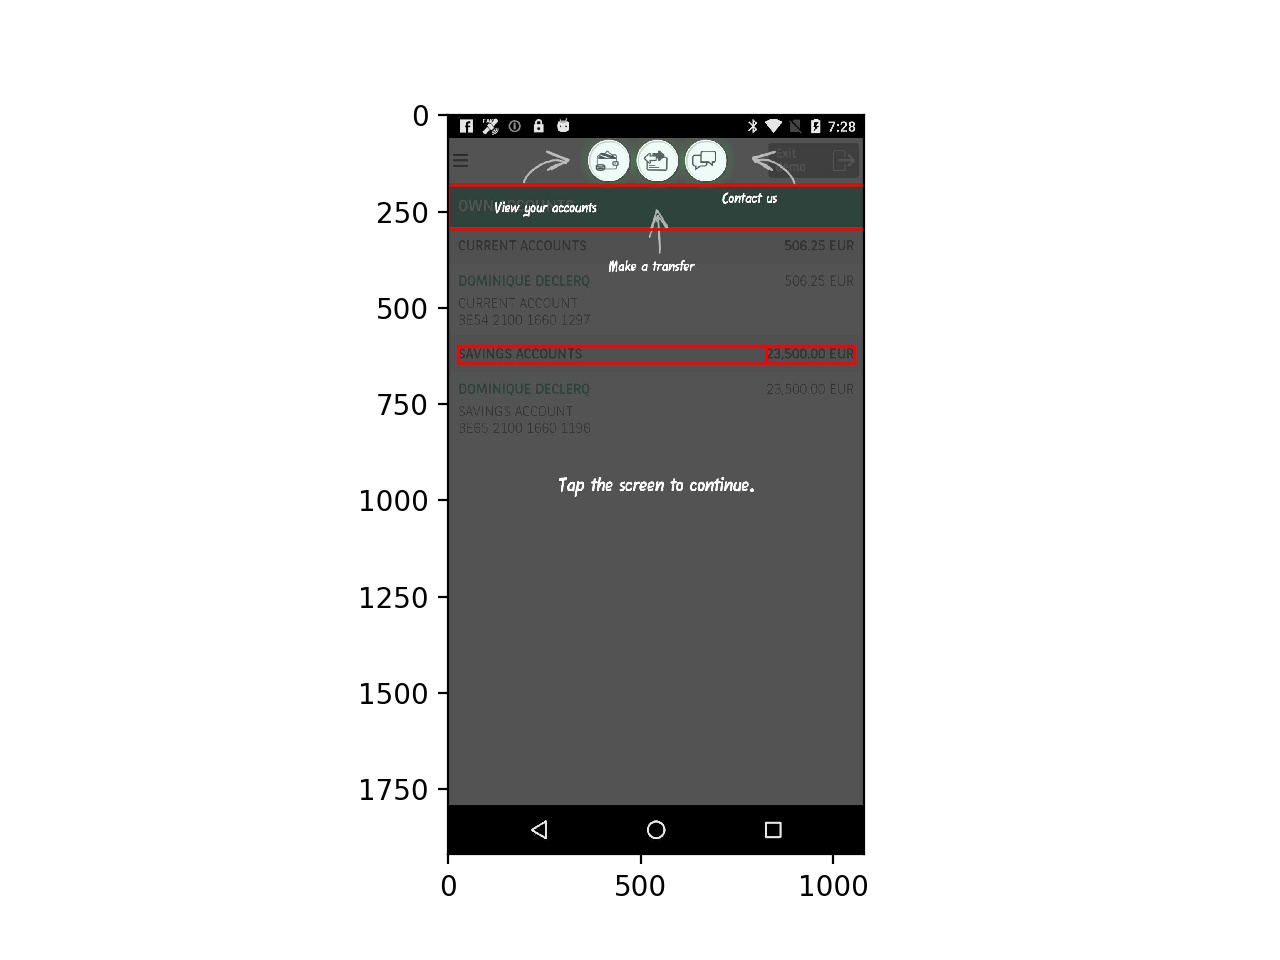 0
250
500
750
1000
1250
1500
1750
7:28
Exit
Demo
OWN ACCOUNTS
View your accounts
Contact us
Make a transfer
CURRENT ACCOUNTS 506.25 EUR
DOMINIQUE DECLERQ 506.25 EUR
CURRENT ACCOUNT
BE54 2100 1660 1297
SAVINGS ACCOUNTS 23,500.00 EUR
DOMINIQUE DECLERQ 23,500.00 EUR
SAVINGS ACCOUNT
BE65 2100 1660 1196
Tap the screen to continue.
0 500 1000